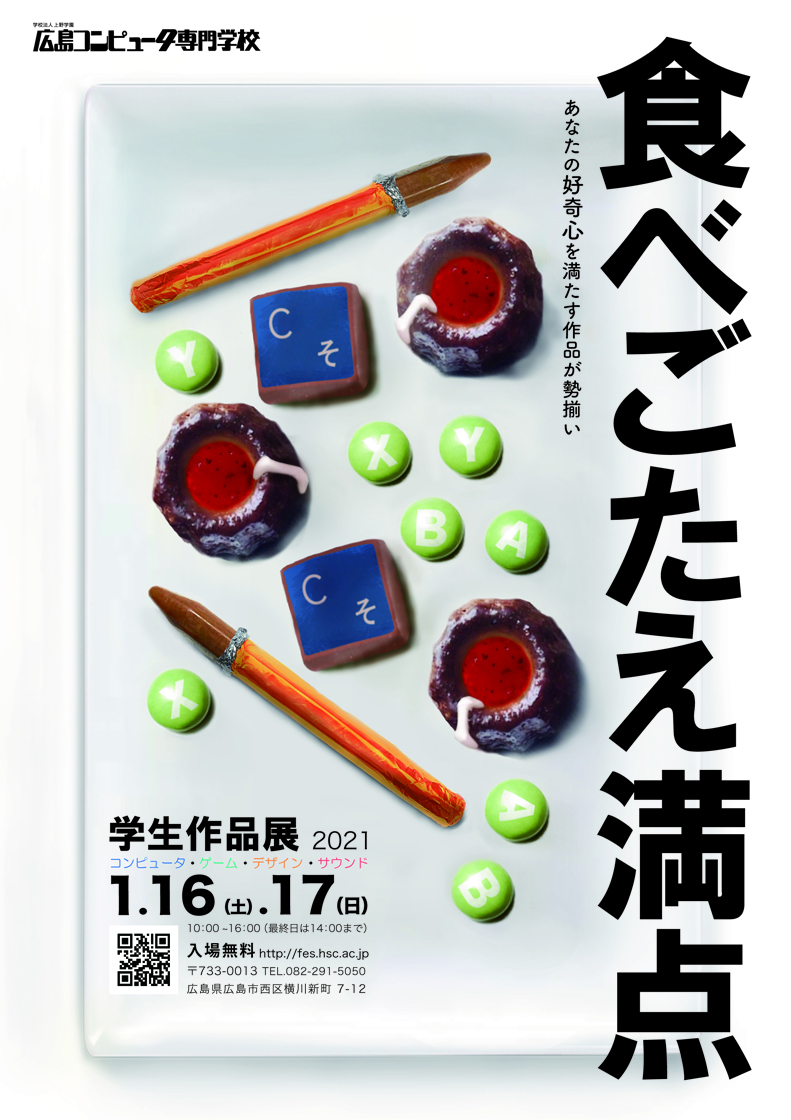 学校法人 上野学園
広島コンピュータ専門学校
食べごたえ満点
あなたの好奇心を満たす作品が勢揃い
C そ
Y
X
Y
B
A
C そ
X
A
B
学生作品展 2021
コンピュータ・ゲーム・デザイン・サウンド
1.16(土).17(日)
10:00~16:00(最終日は14:00まで)
入場無料 http://fes.hsc.ac.jp
〒733-0013 TEL.082-291-5050
広島県広島市西区横川新町 7-12